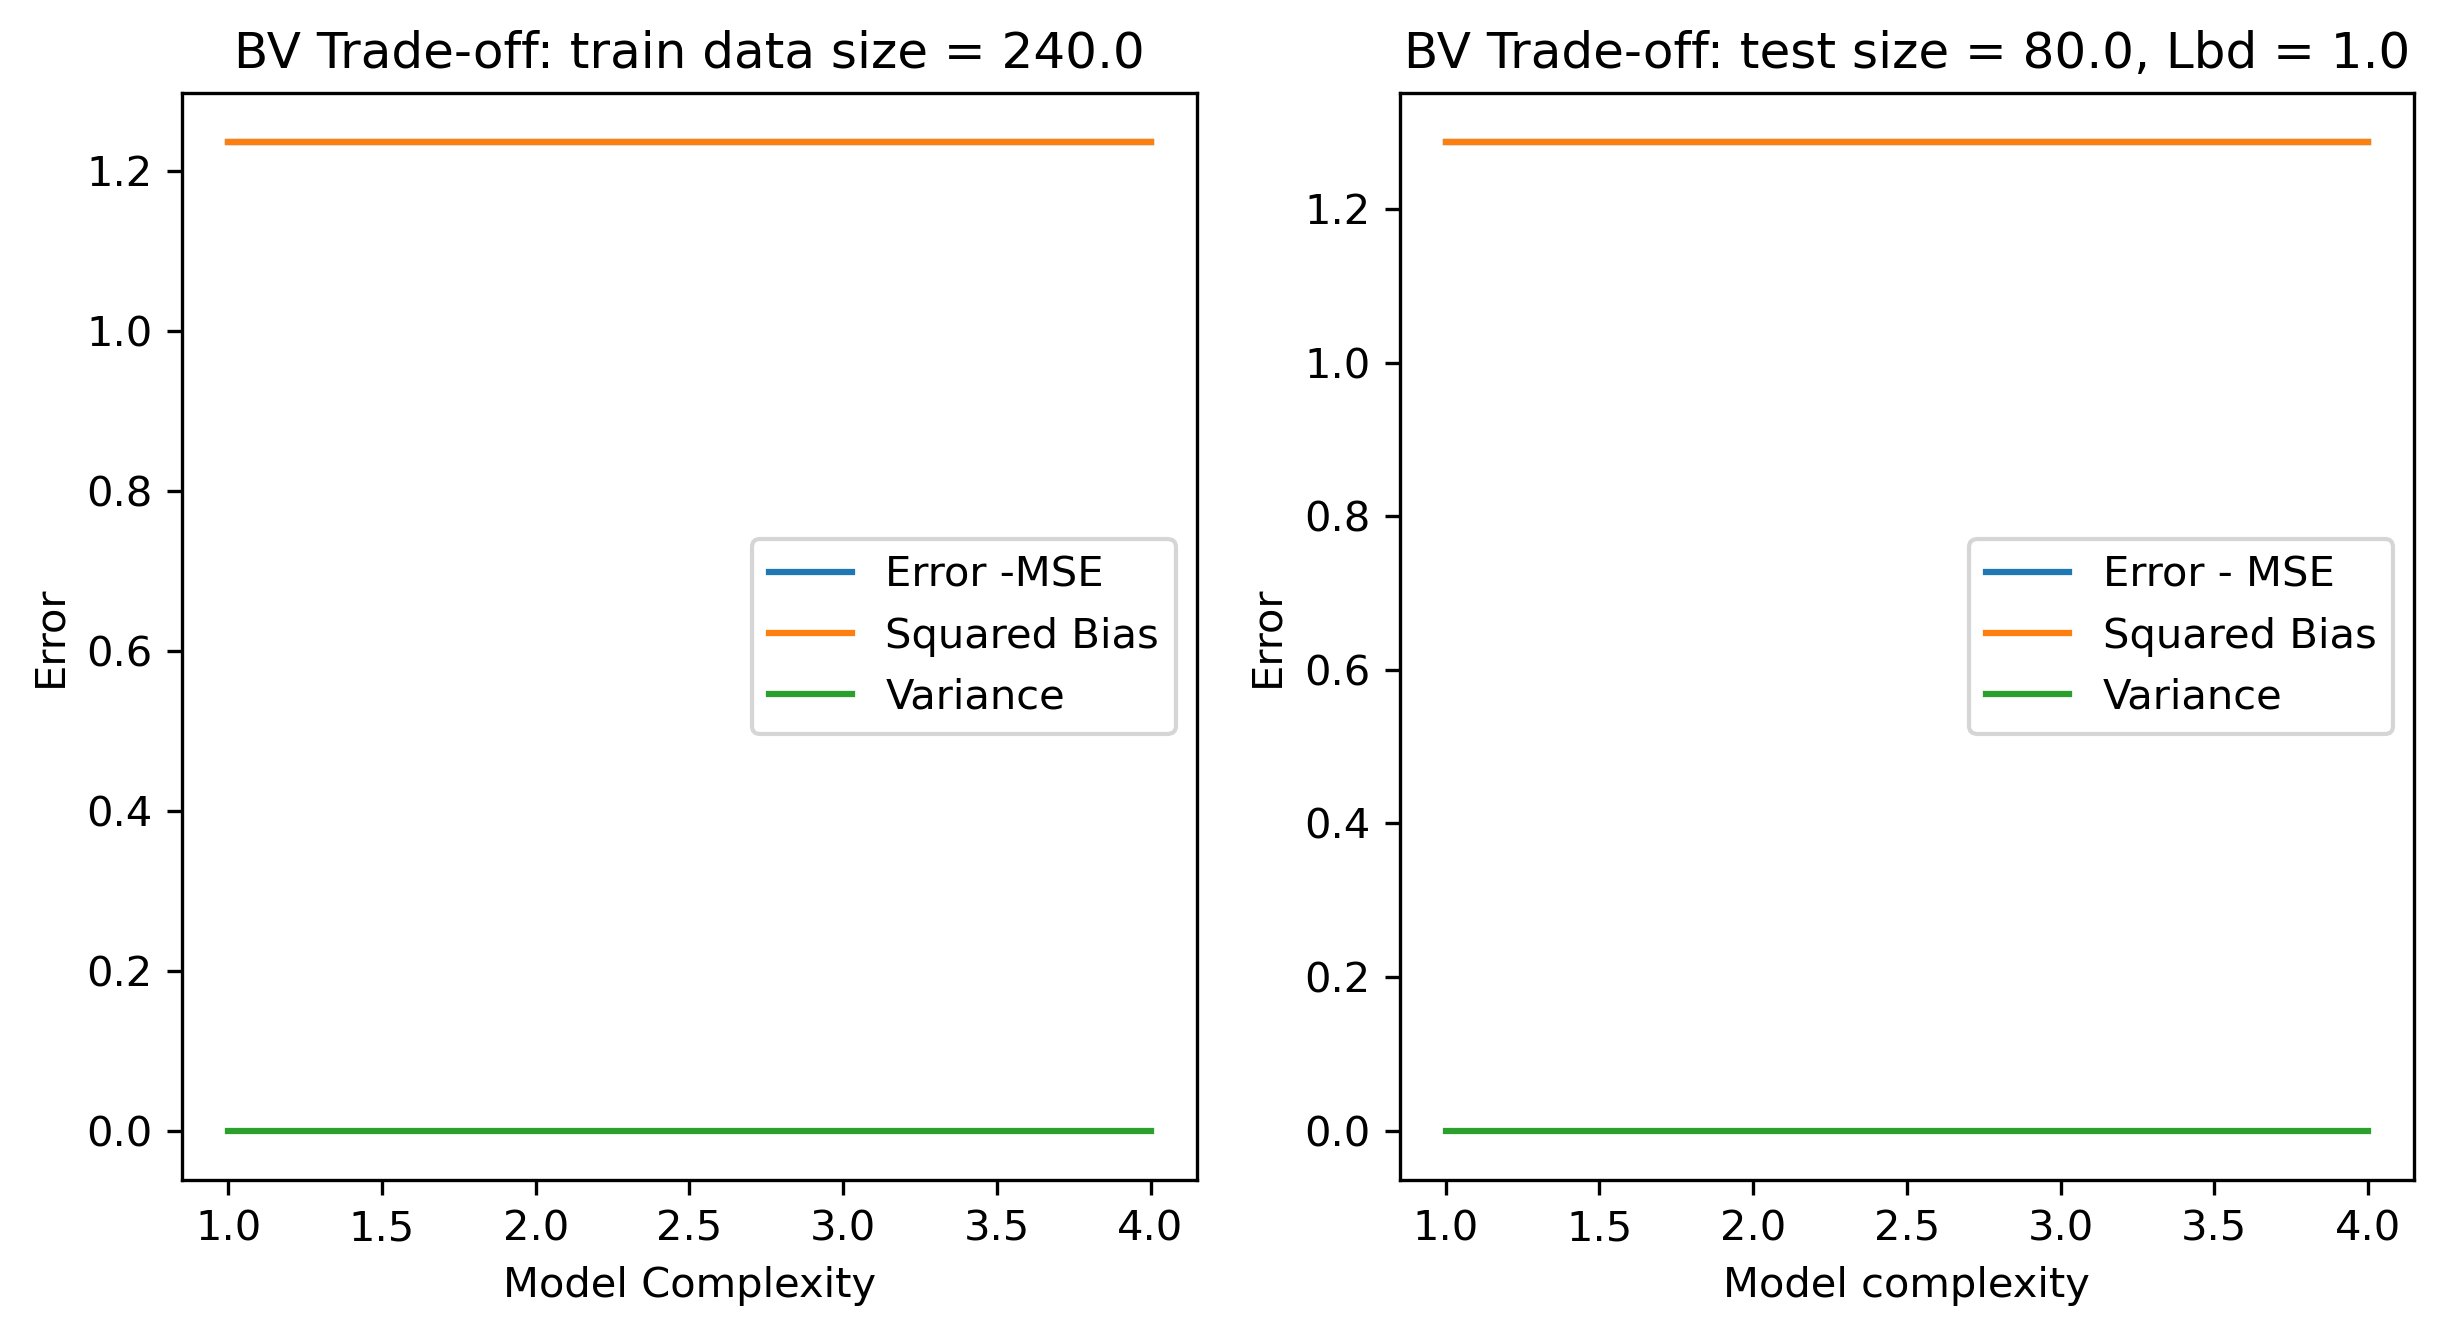 BV Trade-off: train data size = 240.0
1.2
1.0
0.8
0.6
0.4
0.2
0.0
Error
Error -MSE
Squared Bias
Variance
1.0 1.5 2.0 2.5 3.0 3.5 4.0
Model Complexity
BV Trade-off: test size = 80.0, Lbd = 1.0
1.2
1.0
0.8
0.6
0.4
0.2
0.0
Error
Error - MSE
Squared Bias
Variance
1.0 1.5 2.0 2.5 3.0 3.5 4.0
Model complexity